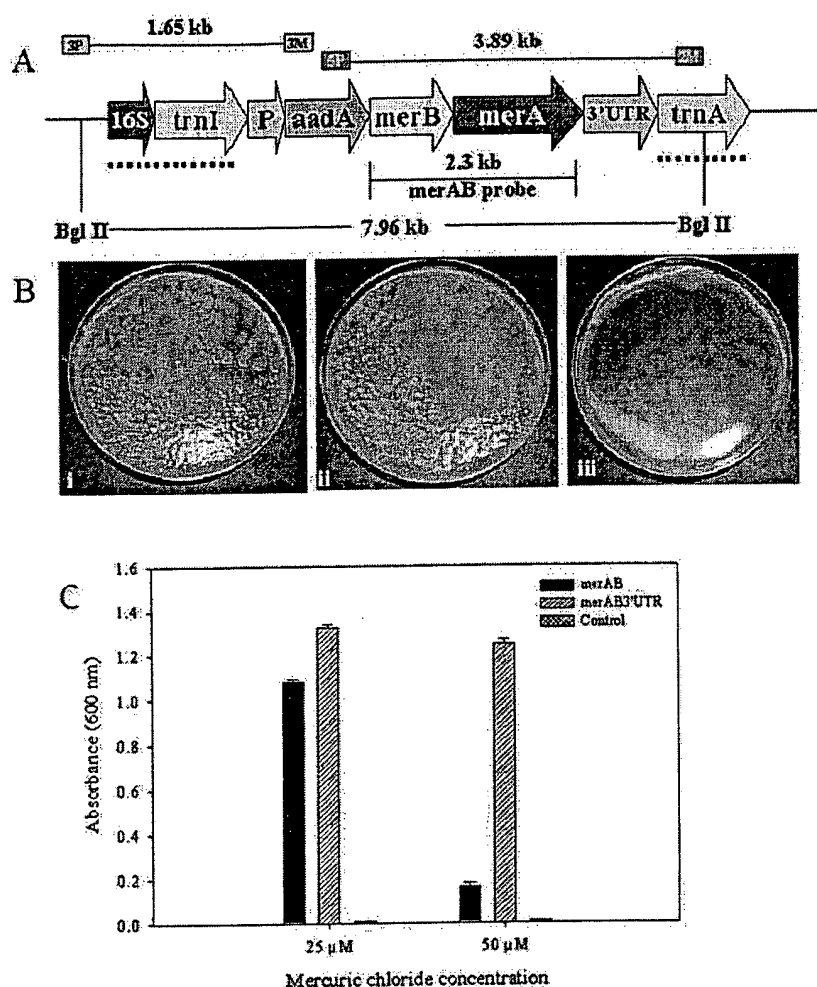 A
3P
1.65 kb
3M
3.89 kb
16S
trnI
P
aadA
merB
merA
3'UTR
trnA
2.3 kb
merAB probe
Bgl II
7.96 kb
Bgl II
B
i
ii
iii
C
1.6
1.4
1.2
1.0
0.8
0.6
0.4
0.2
0.0
Absorbance (600 nm)
merAB
merAB3'UTR
Control
25 µM
50 µM
Mercuric chloride concentration